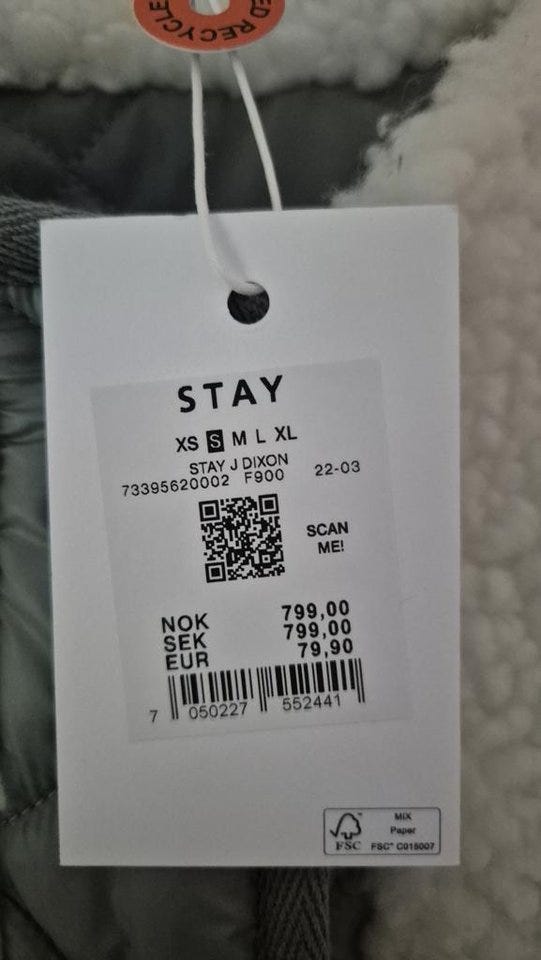 ED RECYCLE
STAY
XS S M L XL
STAY J DIXON
73395620002 F900 22-03
SCAN
ME!
NOK 799,00
SEK 799,00
EUR 79,90
7 050227 552441
MIX
Paper
FSC
FSC® C015007